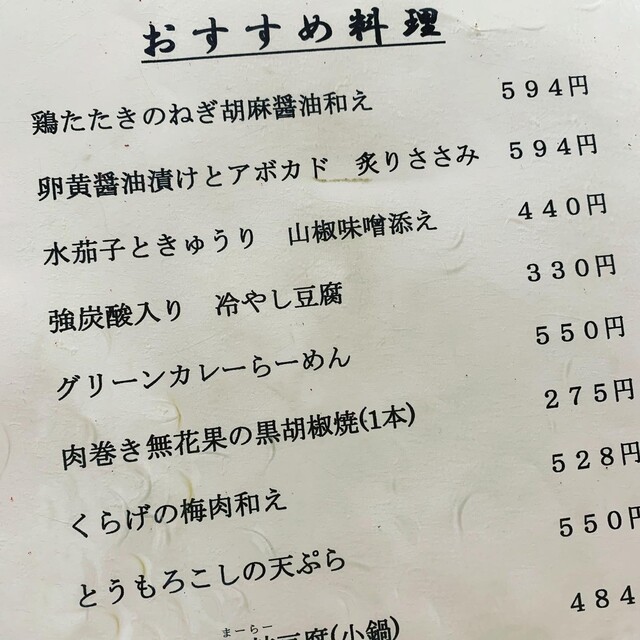 おすすめ料理
鶏たたきのねぎ胡麻醤油和え 594円
卵黄醤油漬けとアボカド 炙りささみ 594円
水茄子ときゅうり 山椒味噌添え 440円
強炭酸入り 冷やし豆腐 330円
グリーンカレーらーめん 550円
肉巻き無花果の黒胡椒焼(1本) 275円
くらげの梅肉和え 528円
とうもろこしの天ぷら 550円
まーらー
豆腐(小鍋) 484